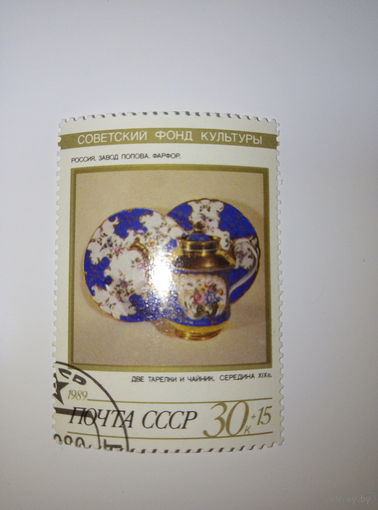 СОВЕТСКИЙ ФОНД КУЛЬТУРЫ
РОССИЯ. ЗАВОД ПОПОВА. ФАРФОР.
ДВЕ ТАРЕЛКИ И ЧАЙНИК. СЕРЕДИНА XIXв.
1989
ПОЧТА СССР 30к+15